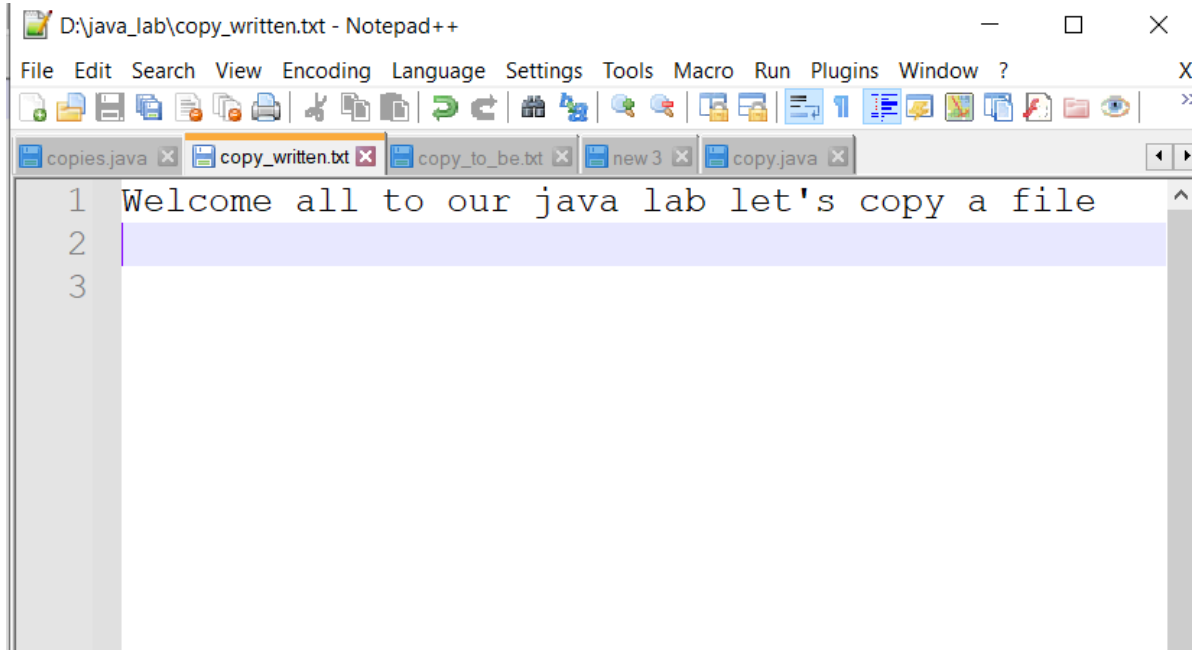 D:\java_lab\copy_written.txt - Notepad++
File Edit Search View Encoding Language Settings Tools Macro Run Plugins Window ? X
copies.java copy_written.txt copy_to_be.txt new 3 copy.java
1 Welcome all to our java lab let's copy a file
2
3